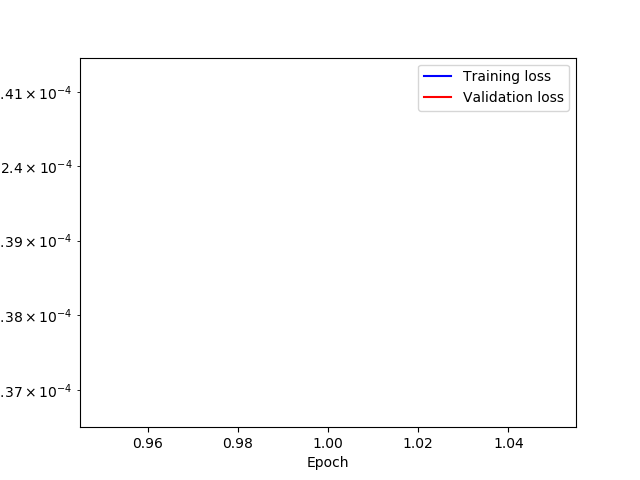 Training loss
Validation loss
.41 × 10⁻⁴
2.4 × 10⁻⁴
.39 × 10⁻⁴
.38 × 10⁻⁴
.37 × 10⁻⁴
0.96 0.98 1.00 1.02 1.04
Epoch